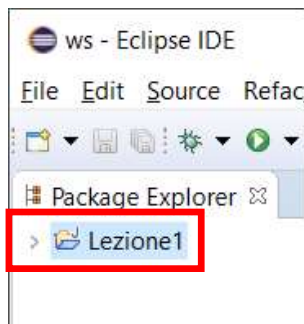 ws - Eclipse IDE
File Edit Source Refac
Package Explorer
Lezione1